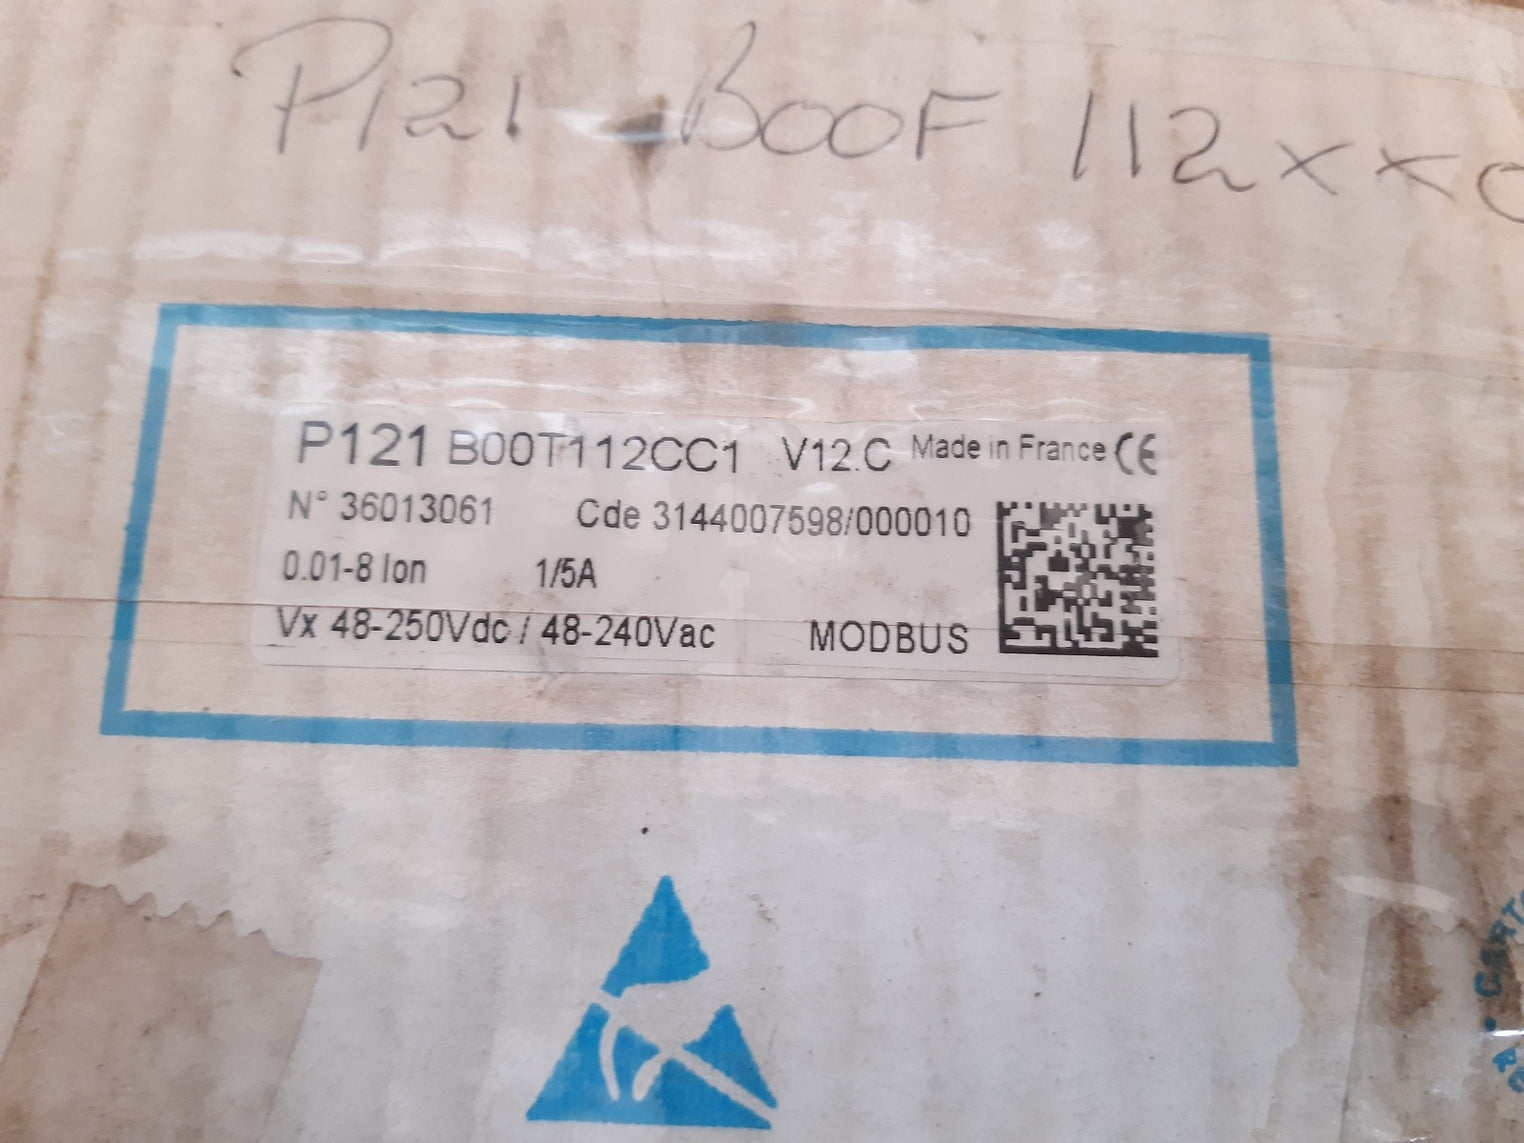 P121 B00F 112xx
P121 B00T112CC1 V12.C Made in France CE
N° 36013061 Cde 3144007598/000010
0.01-8 Ion 1/5A
Vx 48-250Vdc / 48-240Vac MODBUS